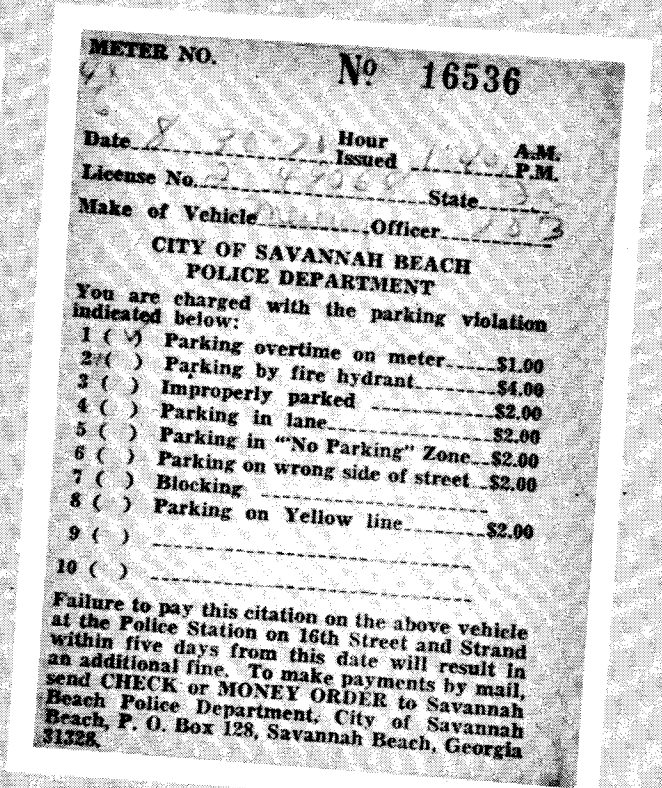 METER NO. Nº 16536
Date 8 Hour
Issued 1:40 A.M.
P.M.
License No. State
Make of Vehicle Officer 103
CITY OF SAVANNAH BEACH
POLICE DEPARTMENT
You are charged with the parking violation
indicated below:
1 (✓) Parking overtime on meter $1.00
2 ( ) Parking by fire hydrant $4.00
3 ( ) Improperly parked $2.00
4 ( ) Parking in lane $2.00
5 ( ) Parking in "'No Parking" Zone $2.00
6 ( ) Parking on wrong side of street $2.00
7 ( ) Blocking
8 ( ) Parking on Yellow line $2.00
9 ( )
10 ( )
Failure to pay this citation on the above vehicle
at the Police Station on 16th Street and Strand
within five days from this date will result in
an additional fine. To make payments by mail,
send CHECK or MONEY ORDER to Savannah
Beach Police Department, City of Savannah
Beach, P. O. Box 128, Savannah Beach, Georgia
31328.